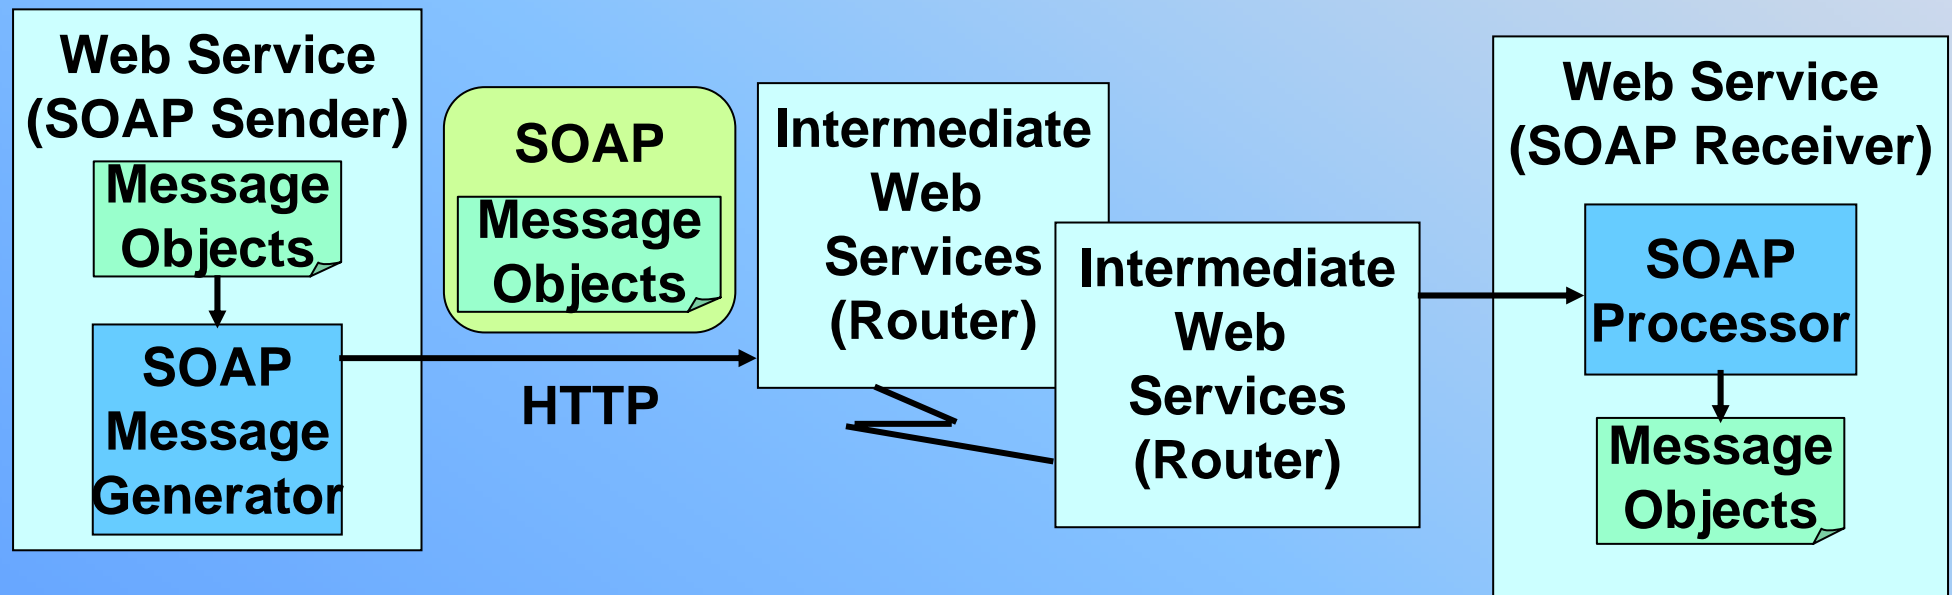 Web Service
(SOAP Sender)
Message
Objects
SOAP
Message
Generator
SOAP
Message
Objects
HTTP
Intermediate
Web
Services
(Router)
Intermediate
Web
Services
(Router)
Web Service
(SOAP Receiver)
SOAP
Processor
Message
Objects